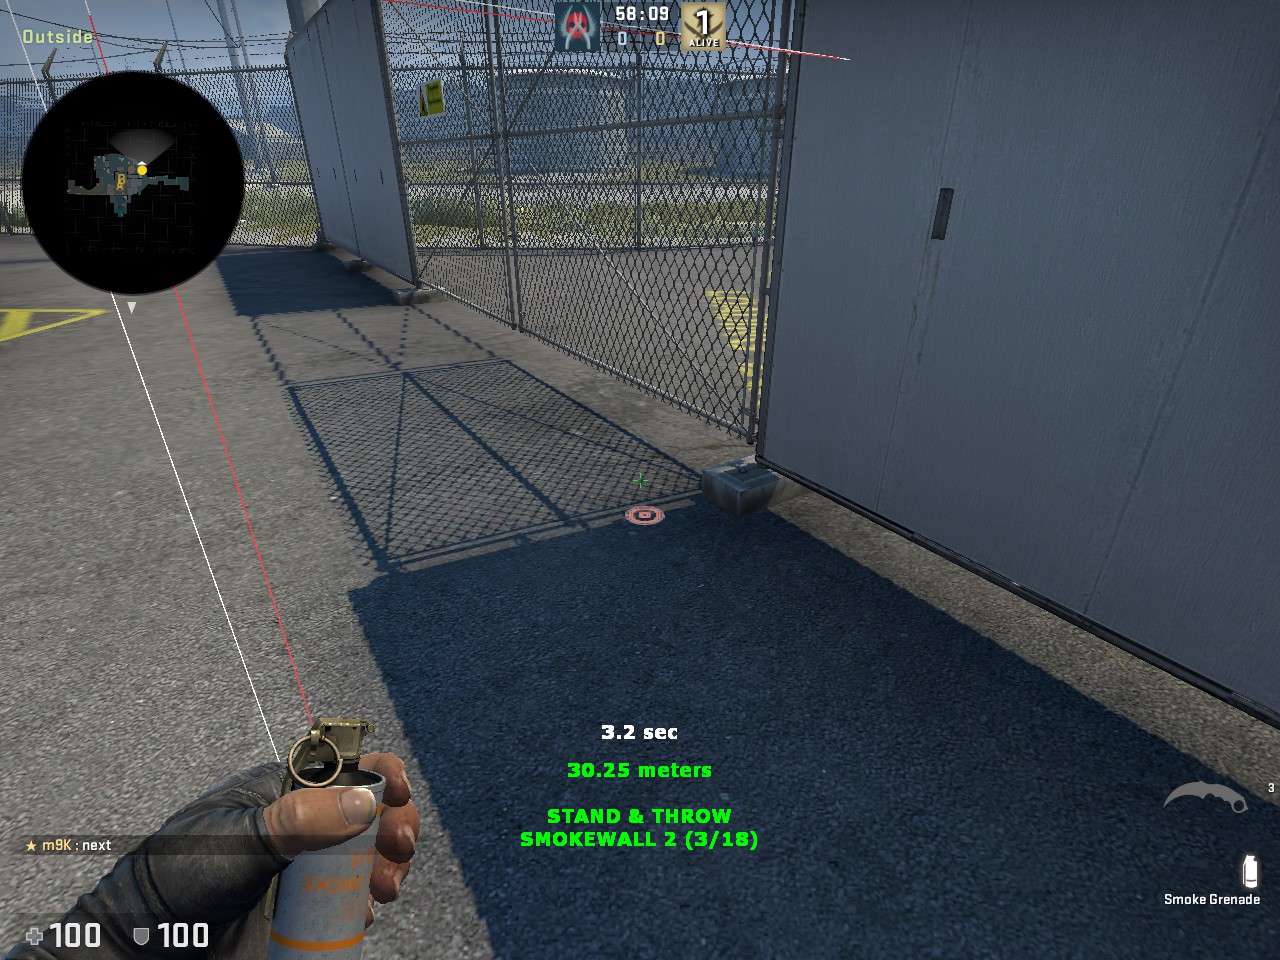 Outside
58:09
0 0
1
ALIVE
B
3.2 sec
30.25 meters
STAND & THROW
SMOKEWALL 2 (3/18)
3
★ m9K : next
Smoke Grenade
100 100